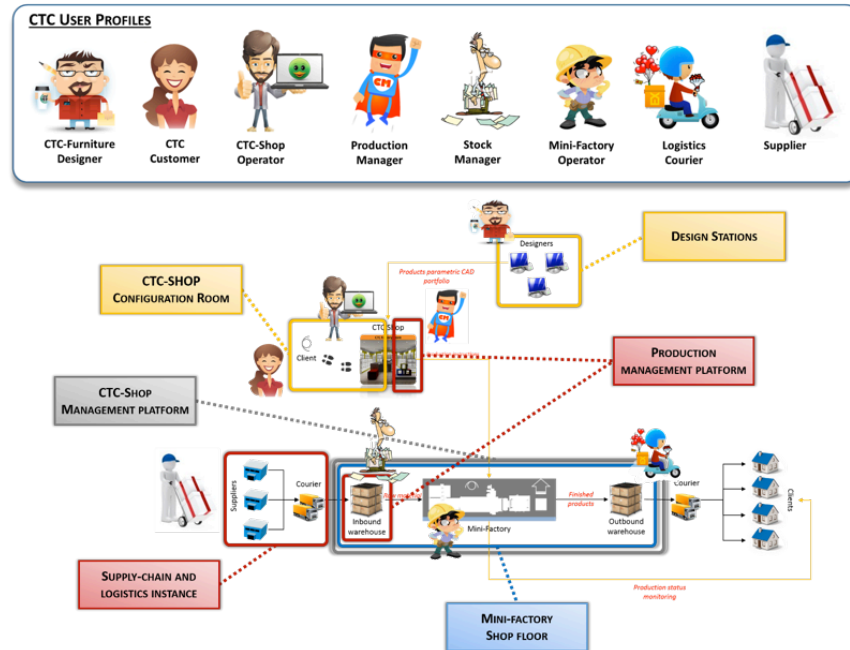 CTC USER PROFILES
CM
CTC-Furniture
Designer
CTC
Customer
CTC-Shop
Operator
Production
Manager
Stock
Manager
Mini-Factory
Operator
Logistics
Courier
Supplier
Designers
DESIGN STATIONS
Products parametric CAD
portfolio
CTC-SHOP
CONFIGURATION ROOM
CM
CTC Shop
Client
PRODUCTION
MANAGEMENT PLATFORM
CTC-SHOP
MANAGEMENT PLATFORM
Suppliers
Courier
Inbound
warehouse
Mini-Factory
Finished
products
Outbound
warehouse
Courier
Clients
Production status
monitoring
SUPPLY-CHAIN AND
LOGISTICS INSTANCE
MINI-FACTORY
SHOP FLOOR